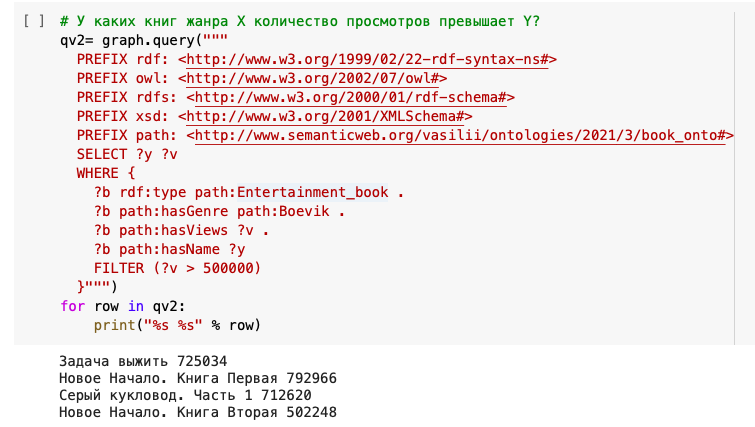 [ ] # У каких книг жанра X количество просмотров превышает Y?
qv2= graph.query("""
PREFIX rdf: <http://www.w3.org/1999/02/22-rdf-syntax-ns#>
PREFIX owl: <http://www.w3.org/2002/07/owl#>
PREFIX rdfs: <http://www.w3.org/2000/01/rdf-schema#>
PREFIX xsd: <http://www.w3.org/2001/XMLSchema#>
PREFIX path: <http://www.semanticweb.org/vasilii/ontologies/2021/3/book_onto#>
SELECT ?y ?v
WHERE {
?b rdf:type path:Entertainment_book .
?b path:hasGenre path:Boevik .
?b path:hasViews ?v .
?b path:hasName ?y
FILTER (?v > 500000)
}""")
for row in qv2:
print("%s %s" % row)
Задача выжить 725034
Новое Начало. Книга Первая 792966
Серый кукловод. Часть 1 712620
Новое Начало. Книга Вторая 502248